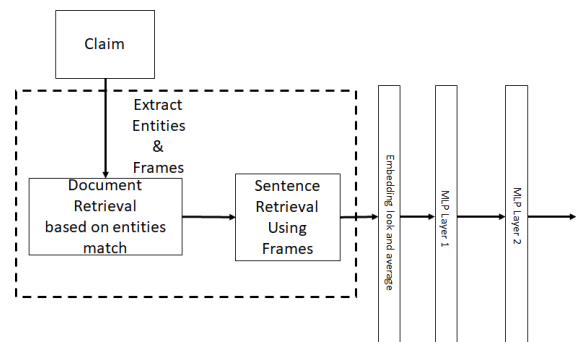 Claim
Extract
Entities
&
Frames
Document
Retrieval
based on entities
match
Sentence
Retrieval
Using
Frames
Embedding look and average
MLP Layer 1
MLP Layer 2